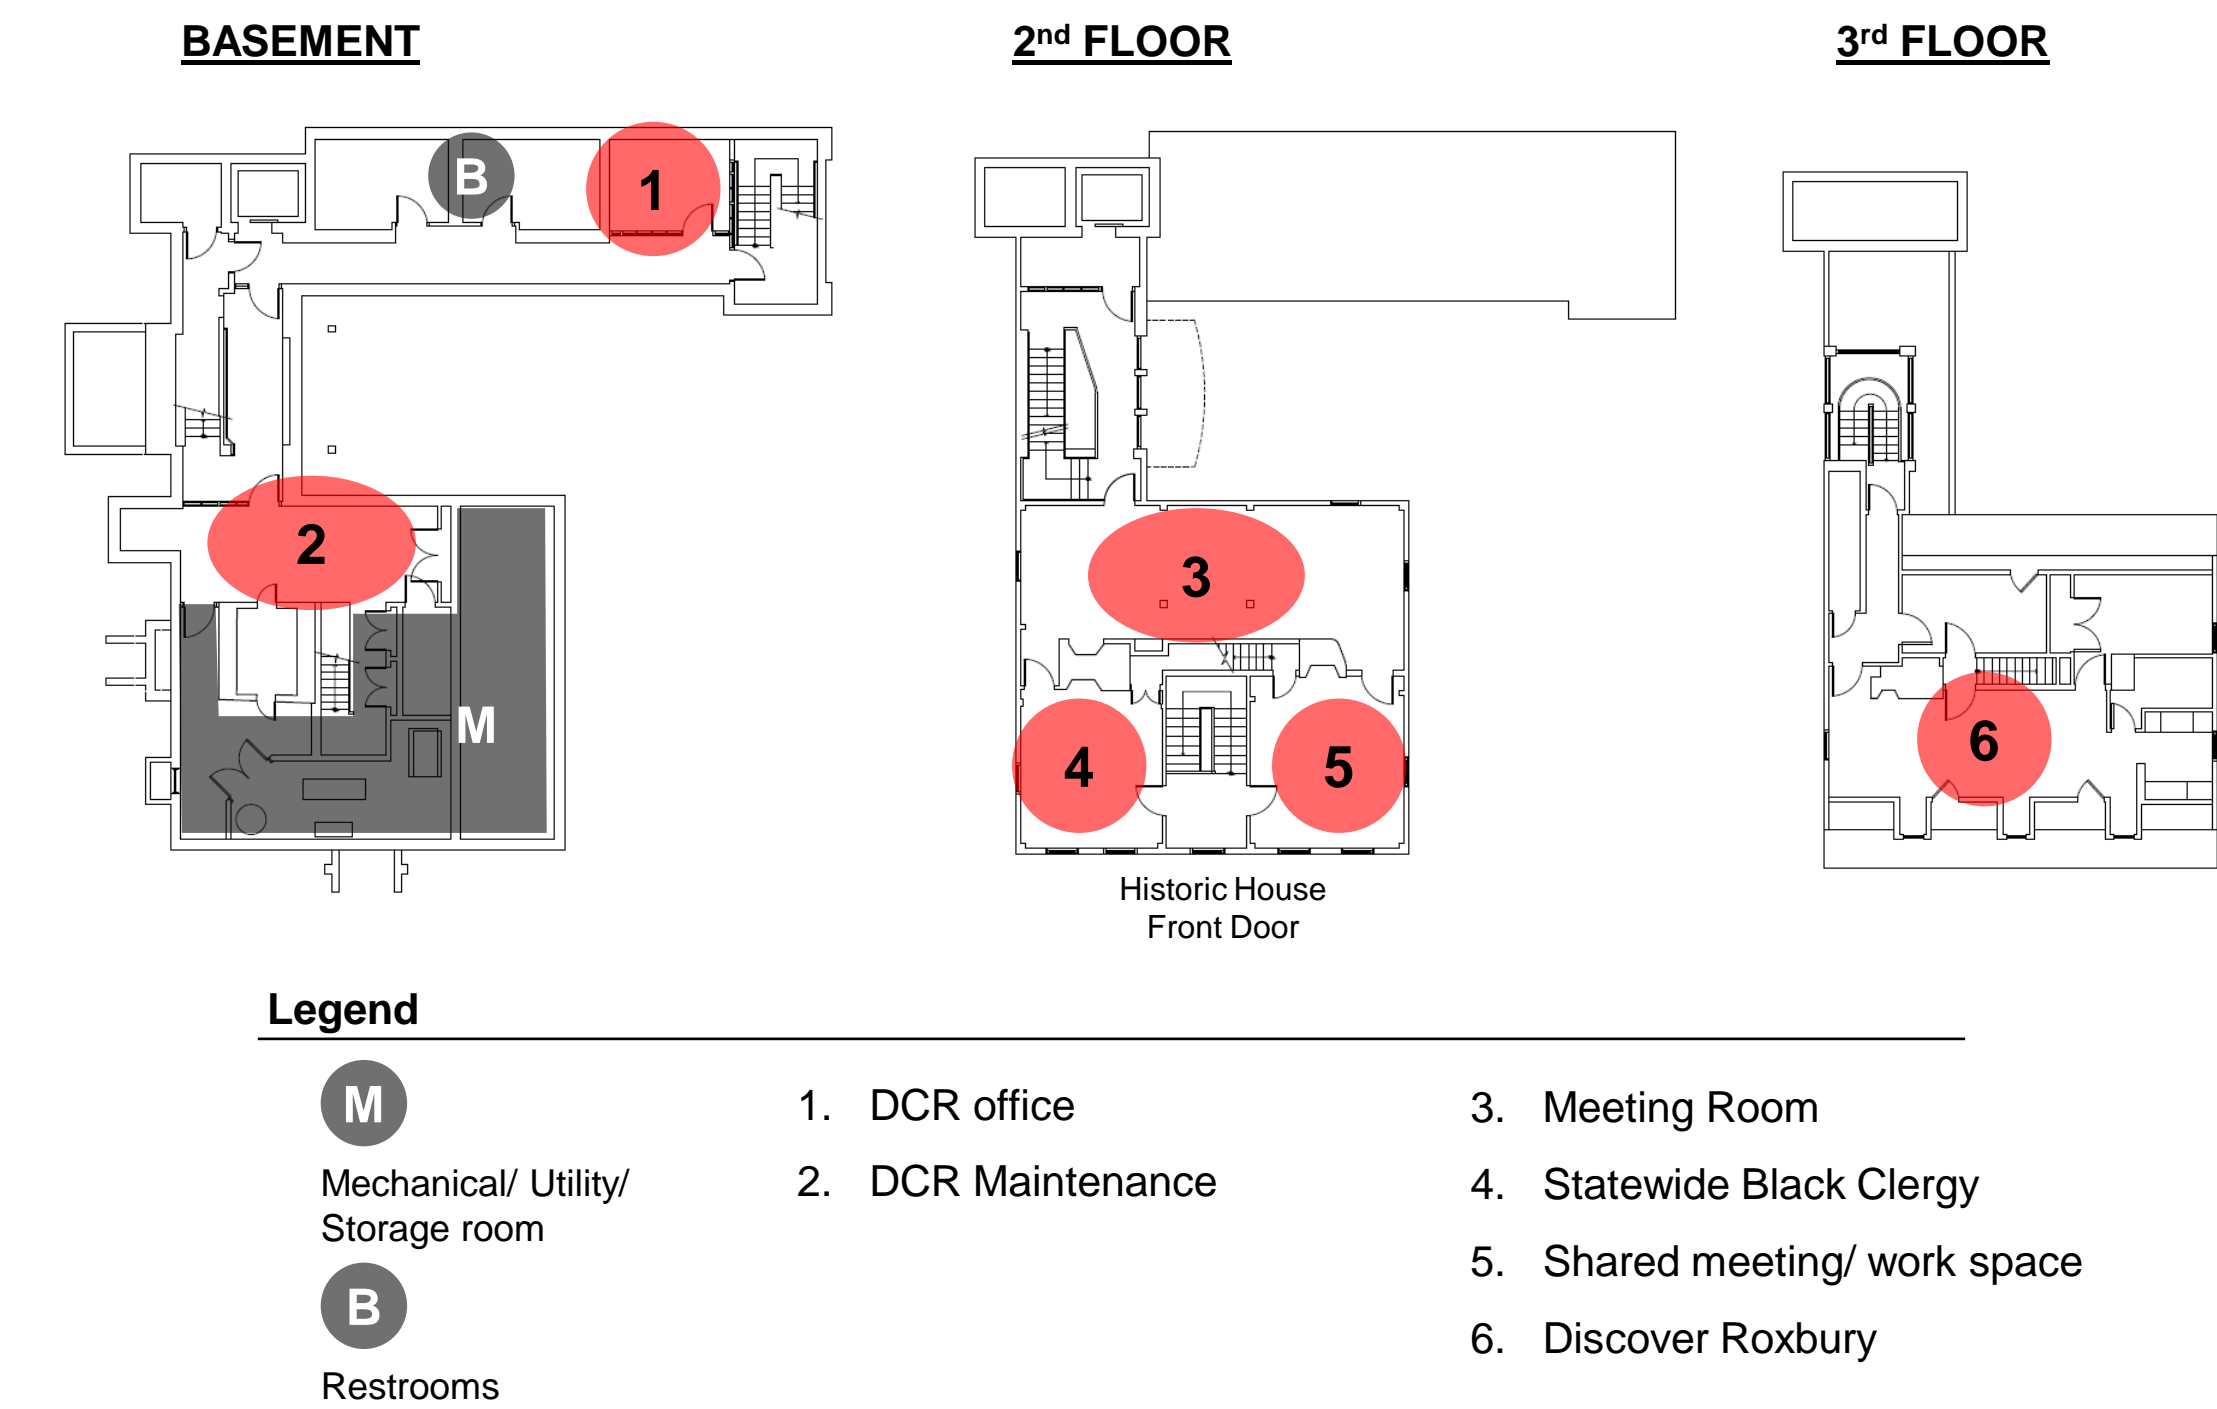 BASEMENT
2nd FLOOR
3rd FLOOR
B
1
2
M
3
4
5
6
Historic House
Front Door
Legend
M
Mechanical/ Utility/
Storage room
B
Restrooms
1. DCR office
2. DCR Maintenance
3. Meeting Room
4. Statewide Black Clergy
5. Shared meeting/ work space
6. Discover Roxbury